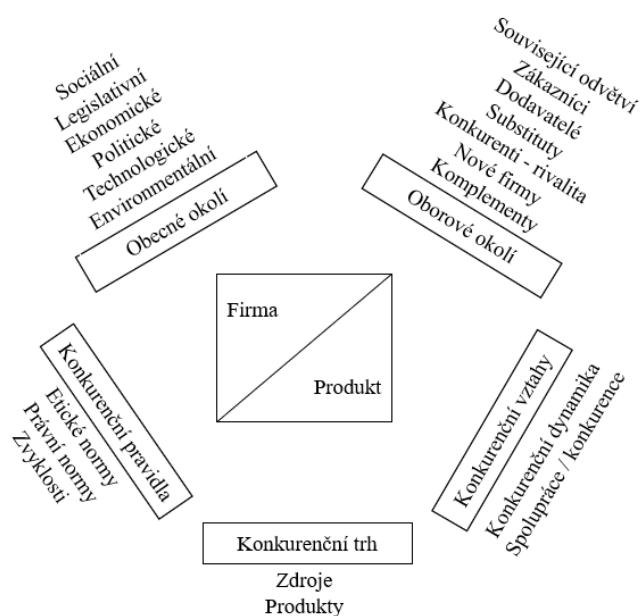 Sociální
Legislativní
Ekonomické
Politické
Technologické
Environmentální
Obecné okolí
Související odvětví
Zákazníci
Dodavatelé
Substituty
Konkurenti - rivalita
Nové firmy
Komplementy
Oborové okolí
Firma
Produkt
Konkurenční pravidla
Etické normy
Právní normy
Zvyklosti
Konkurenční vztahy
Konkurenční dynamika
Spolupráce / konkurence
Konkurenční trh
Zdroje
Produkty